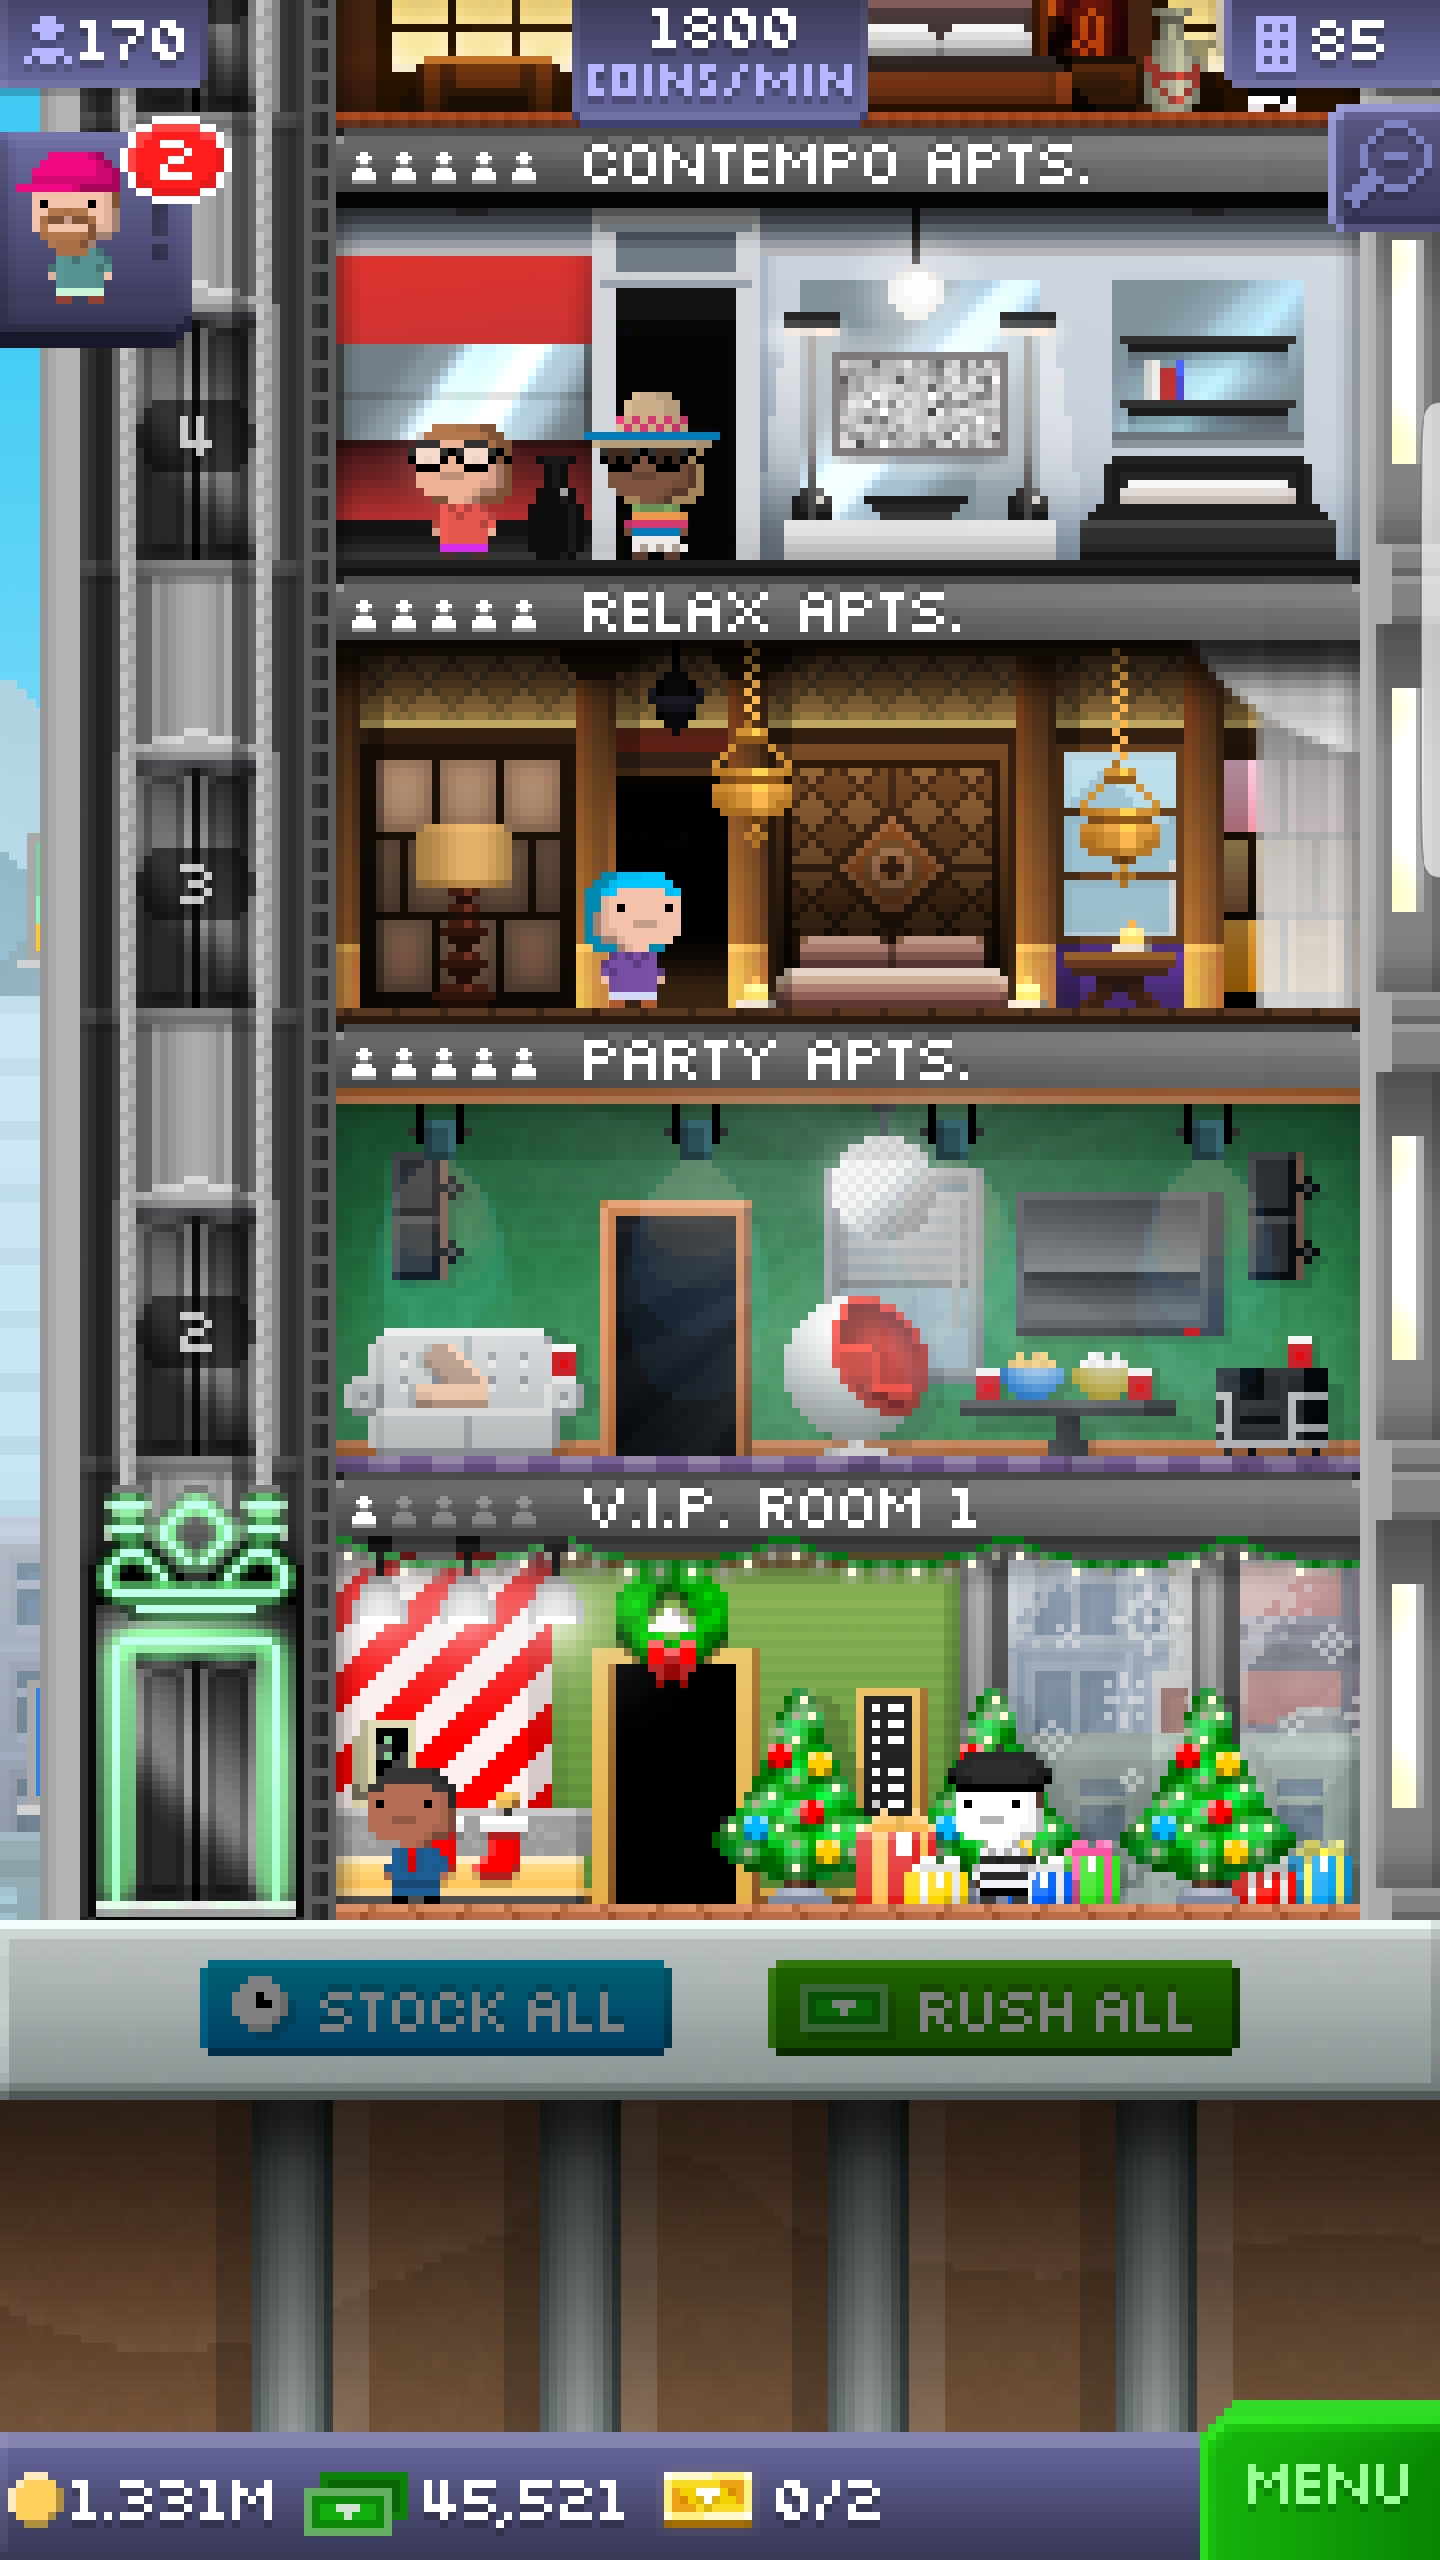 170
1800
COINS/MIN
85
2
CONTEMPO APTS.
4
RELAX APTS.
3
PARTY APTS.
2
V.I.P. ROOM 1
STOCK ALL
RUSH ALL
1.331M
45,521
0/2
MENU